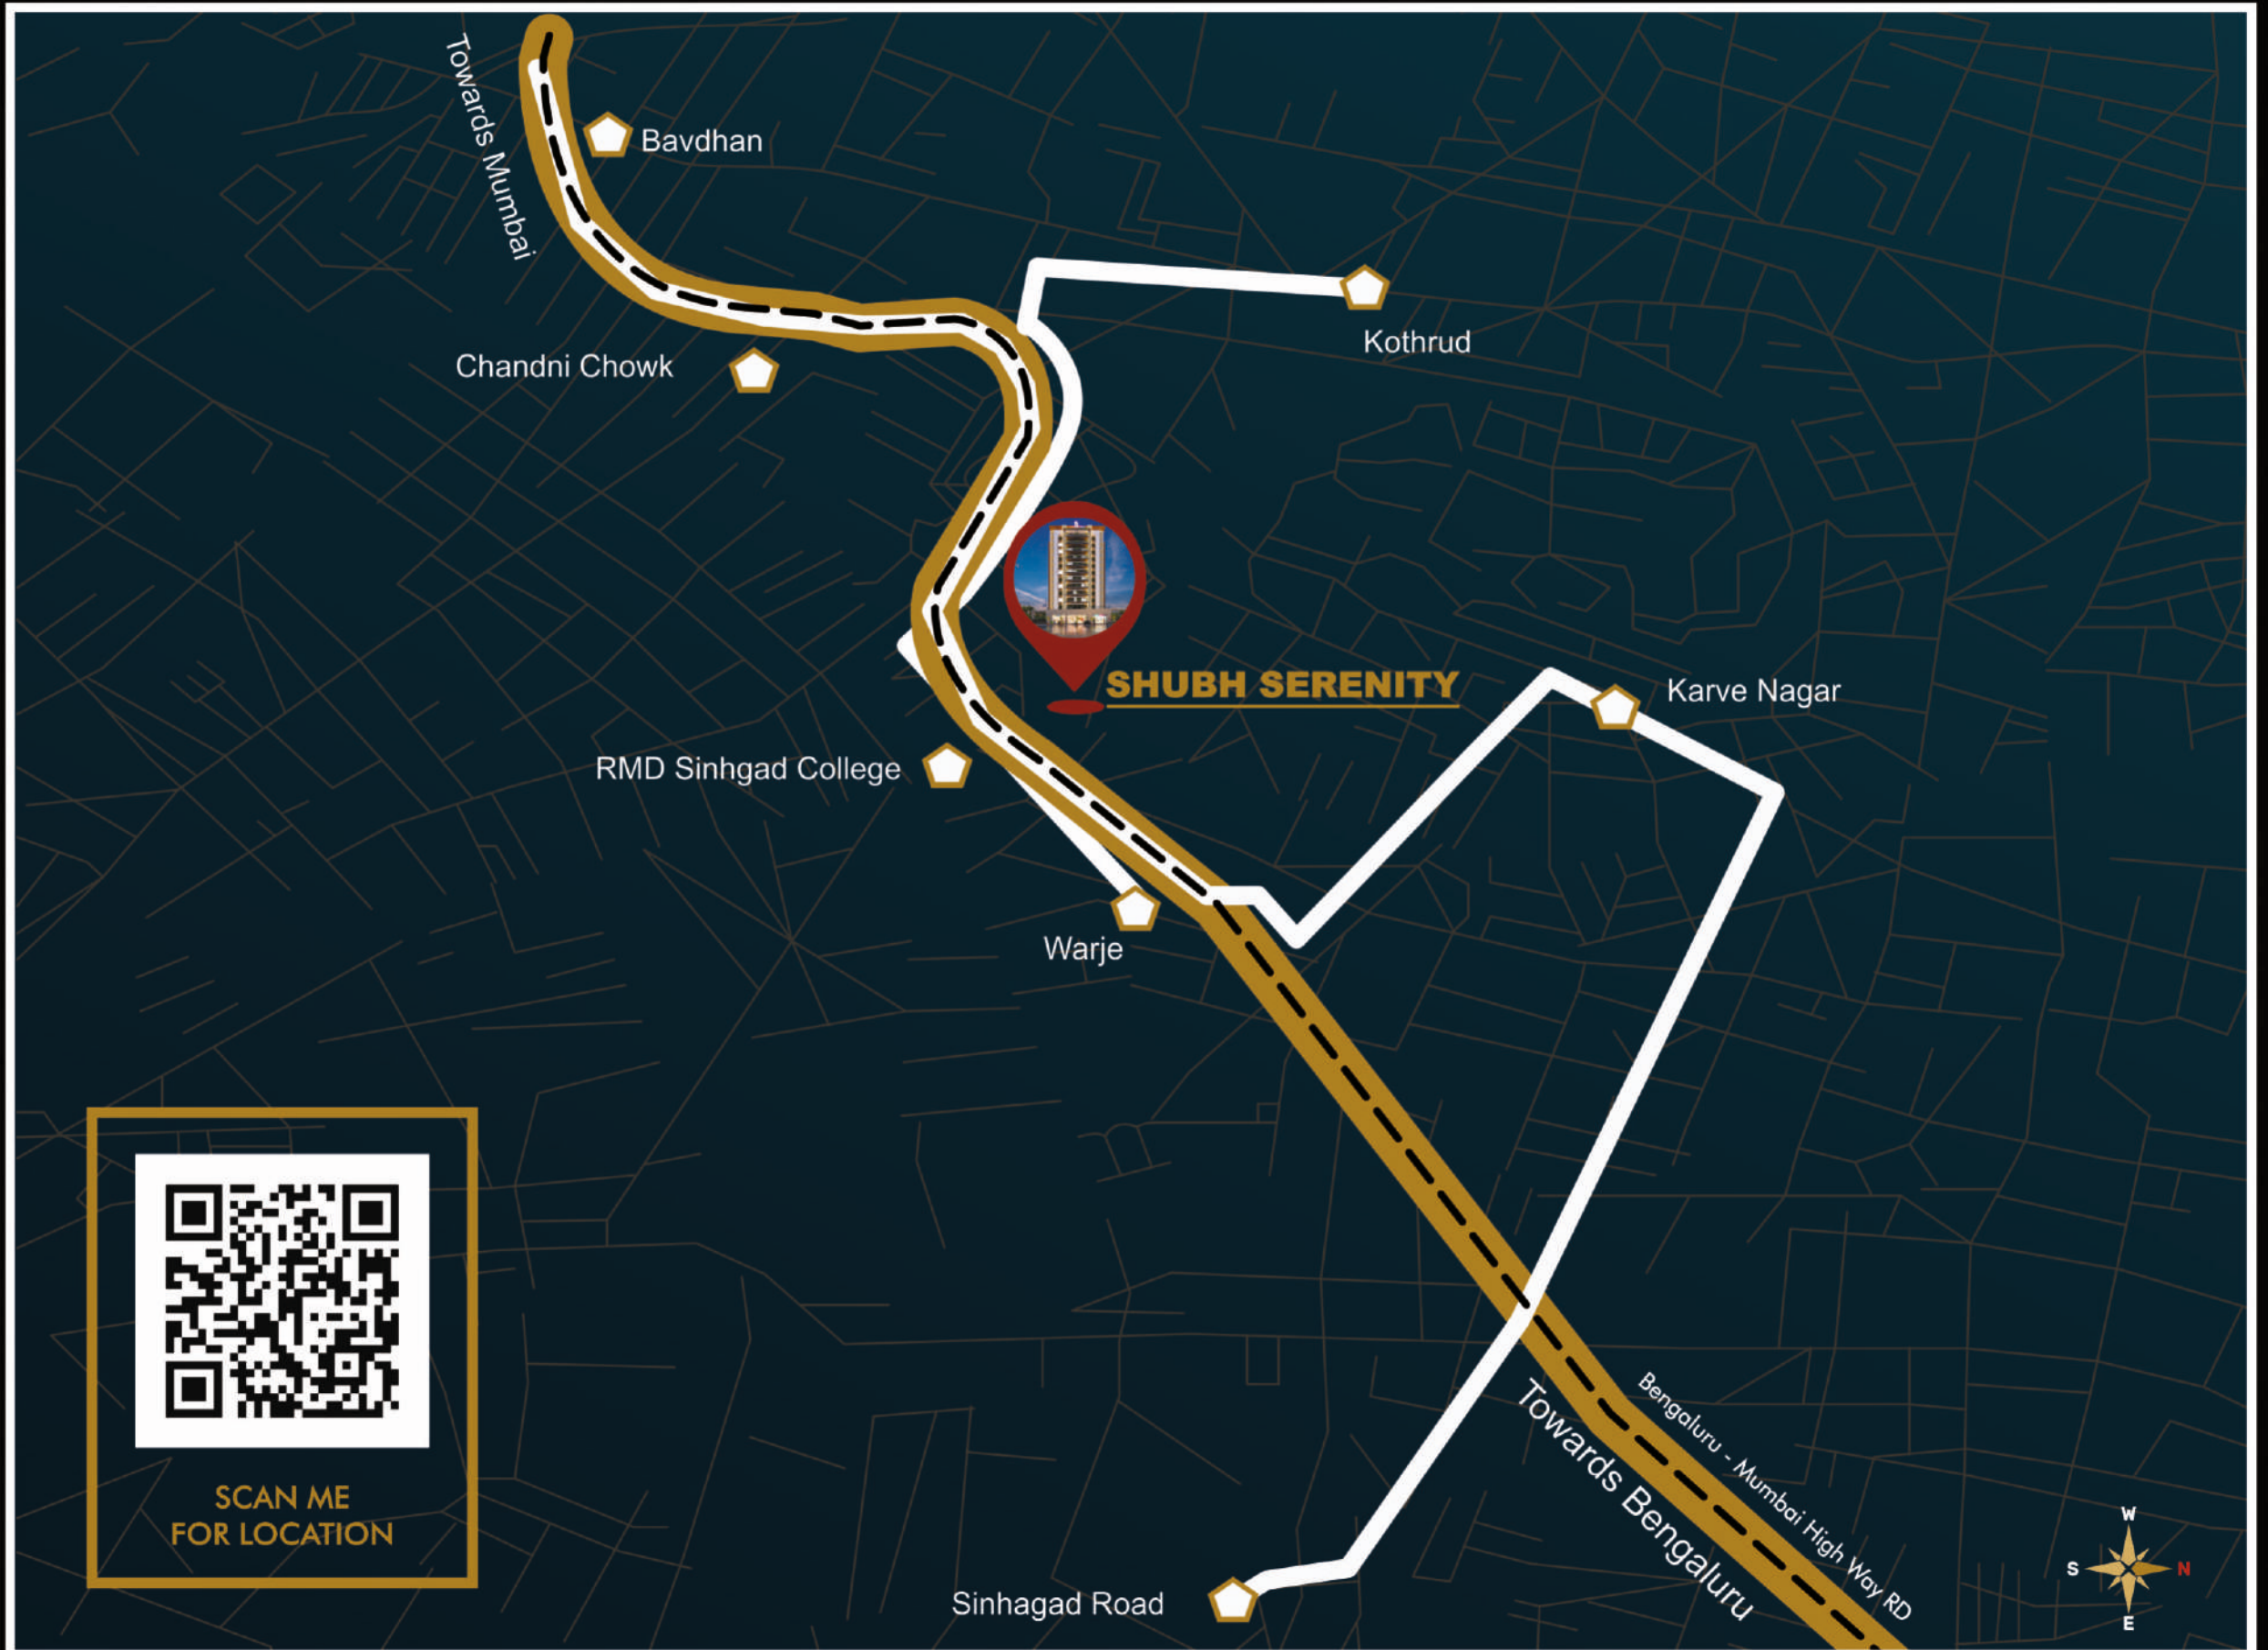 Towards Mumbai
Bavdhan
Kothrud
Chandni Chowk
SHUBH SERENITY
Karve Nagar
RMD Sinhgad College
Warje
Bengaluru - Mumbai High Way RD
Towards Bengaluru
SCAN ME
FOR LOCATION
Sinhagad Road
W
S
N
E